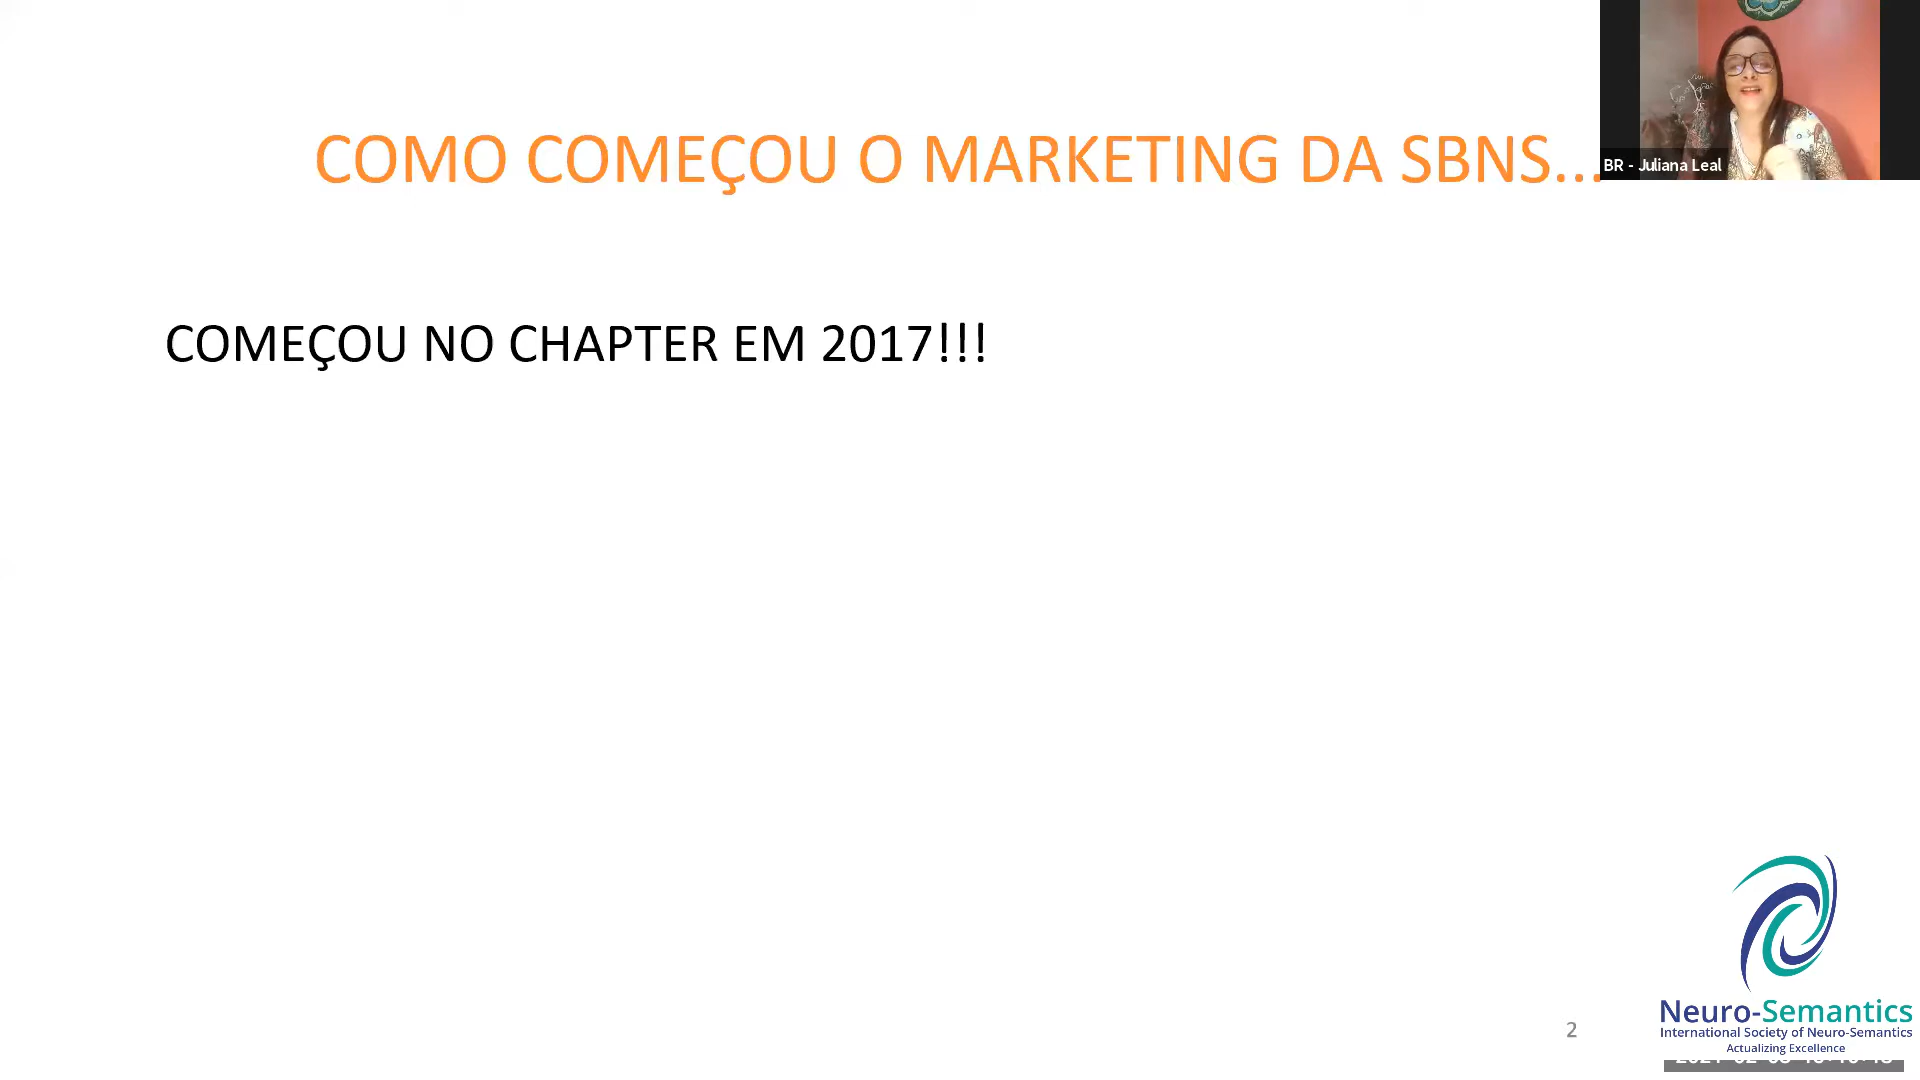 COMO COMEÇOU O MARKETING DA SBNS...
BR - Juliana Leal
COMEÇOU NO CHAPTER EM 2017!!!
2
Neuro-Semantics
International Society of Neuro-Semantics
Actualizing Excellence